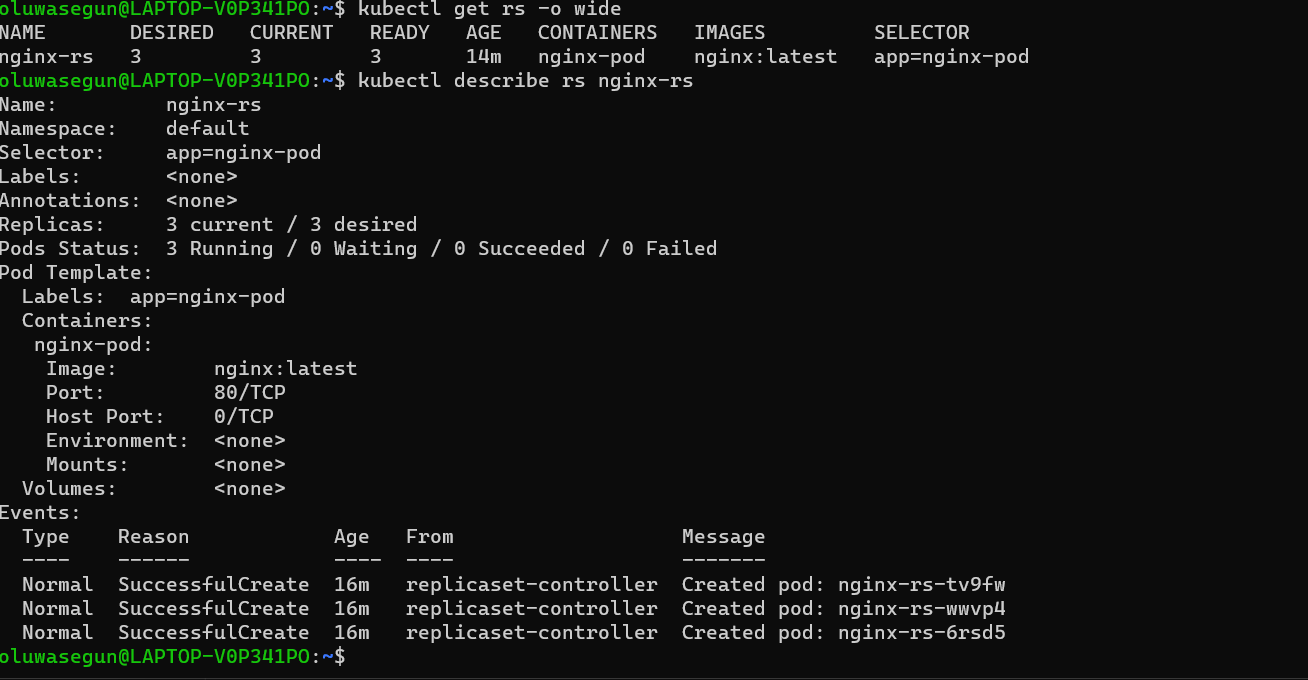 oluwasegun@LAPTOP-V0P341PO:~$ kubectl get rs -o wide
NAME       DESIRED   CURRENT   READY   AGE   CONTAINERS   IMAGES         SELECTOR
nginx-rs   3         3         3       14m   nginx-pod    nginx:latest   app=nginx-pod
oluwasegun@LAPTOP-V0P341PO:~$ kubectl describe rs nginx-rs
Name:         nginx-rs
Namespace:    default
Selector:     app=nginx-pod
Labels:       <none>
Annotations:  <none>
Replicas:     3 current / 3 desired
Pods Status:  3 Running / 0 Waiting / 0 Succeeded / 0 Failed
Pod Template:
  Labels:  app=nginx-pod
  Containers:
   nginx-pod:
    Image:        nginx:latest
    Port:         80/TCP
    Host Port:    0/TCP
    Environment:  <none>
    Mounts:       <none>
  Volumes:        <none>
Events:
  Type    Reason            Age   From                   Message
  ----    ------            ----  ----                   -------
  Normal  SuccessfulCreate  16m   replicaset-controller  Created pod: nginx-rs-tv9fw
  Normal  SuccessfulCreate  16m   replicaset-controller  Created pod: nginx-rs-wwvp4
  Normal  SuccessfulCreate  16m   replicaset-controller  Created pod: nginx-rs-6rsd5
oluwasegun@LAPTOP-V0P341PO:~$